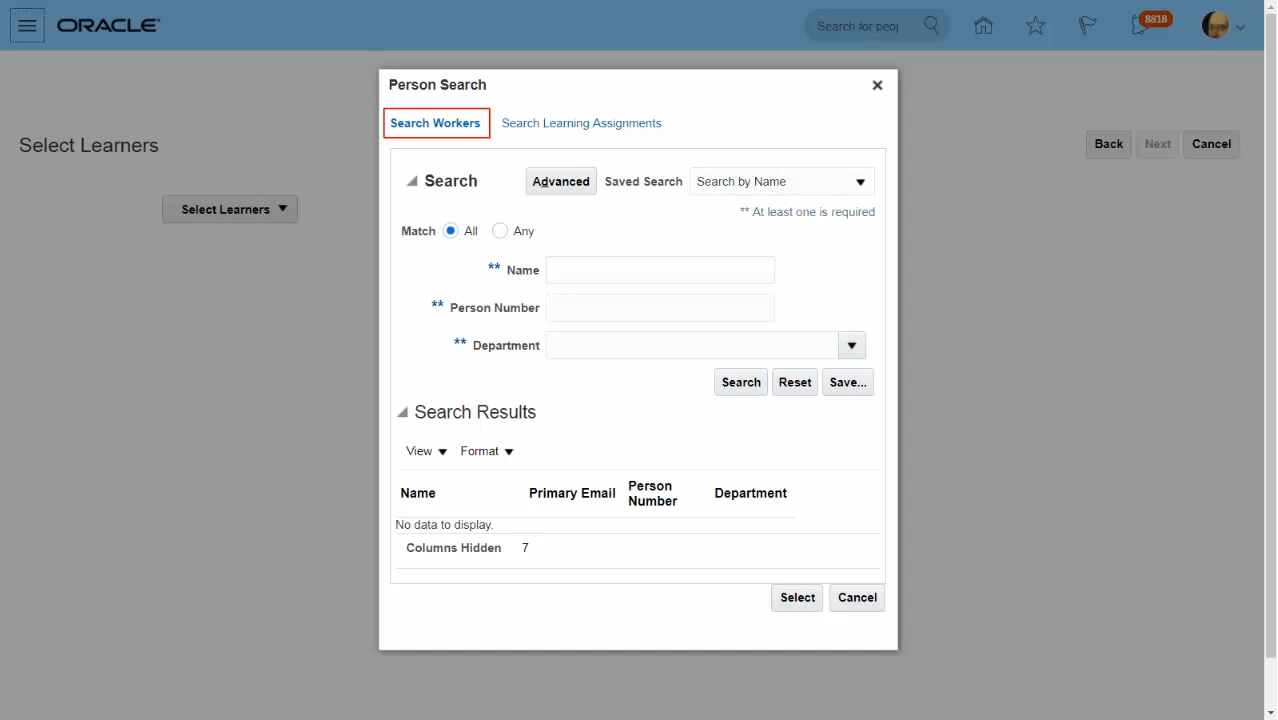 ORACLE
Search for peop
8818
Person Search
Search Workers Search Learning Assignments
Select Learners
Back Next Cancel
Search Advanced Saved Search Search by Name
Select Learners
** At least one is required
Match All Any
** Name
** Person Number
** Department
Search Reset Save...
Search Results
View Format
Name Primary Email Person Number Department
No data to display.
Columns Hidden 7
Select Cancel